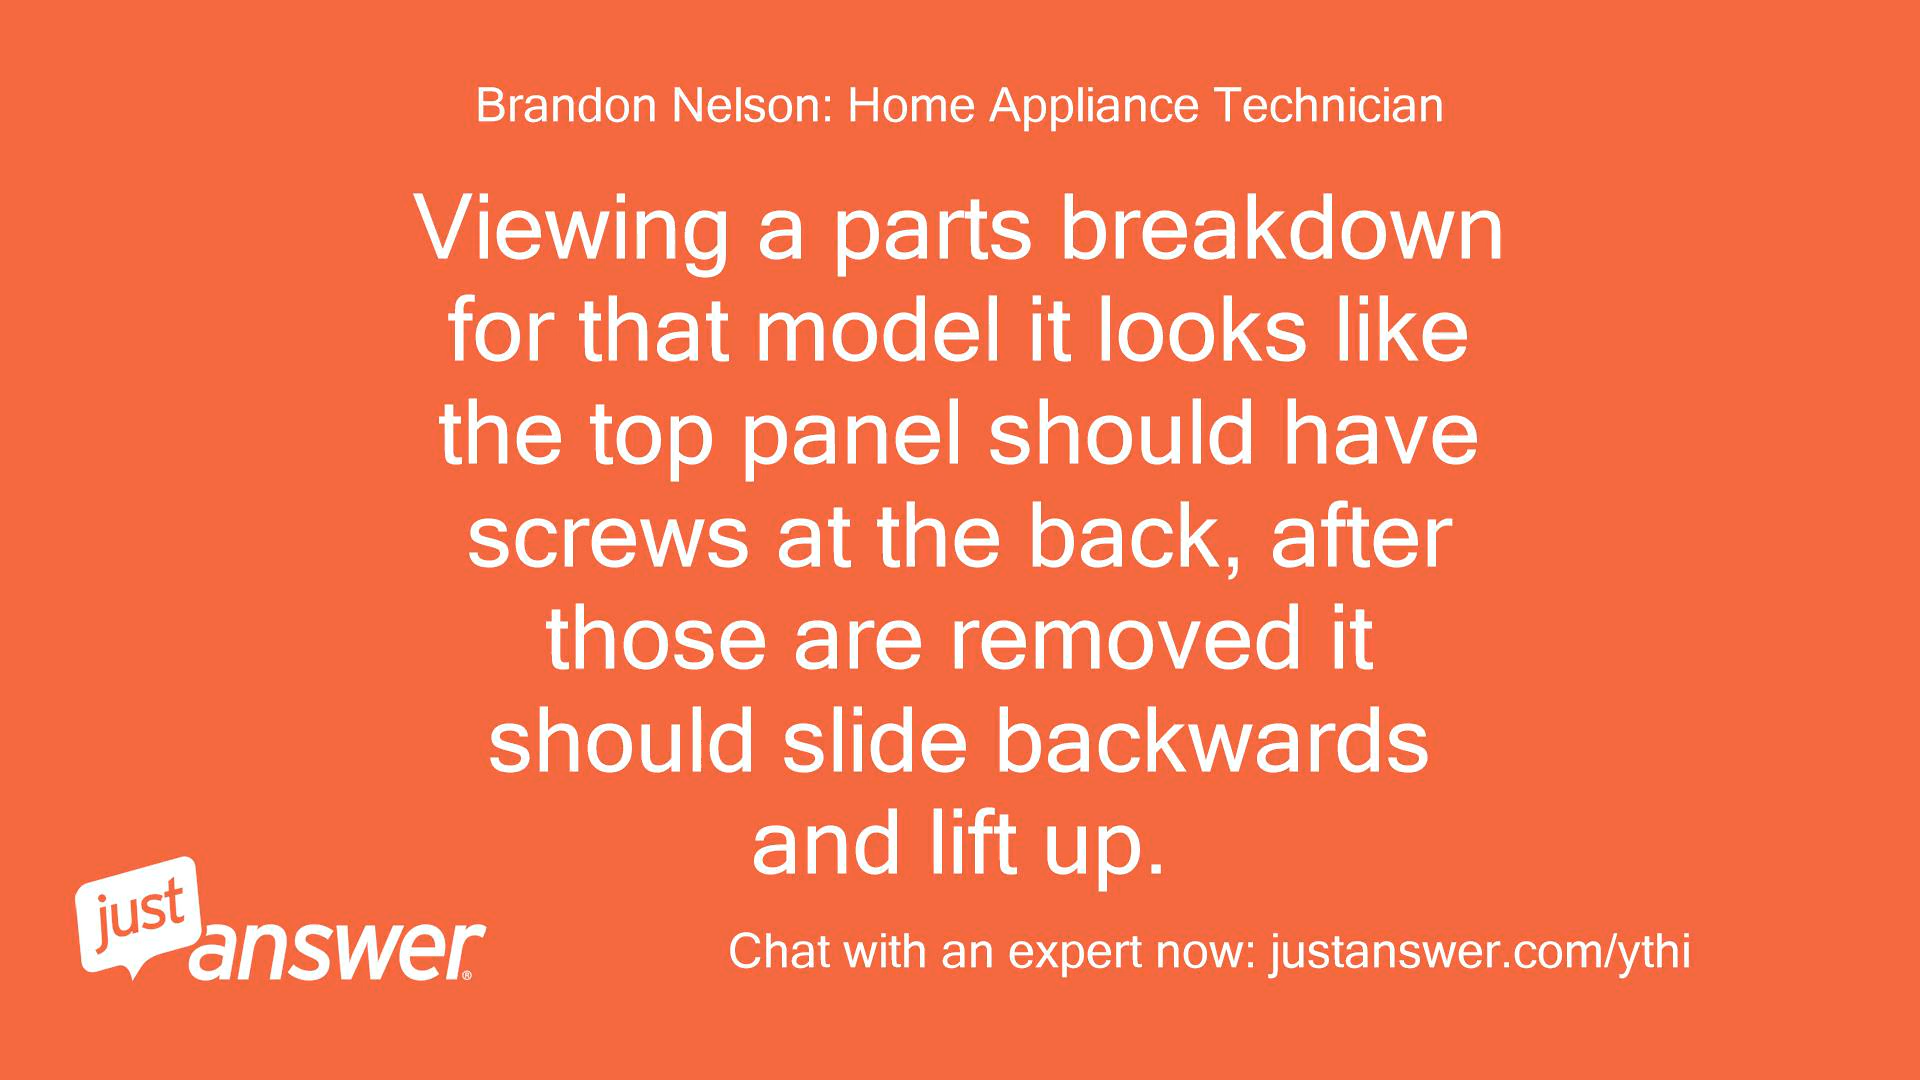 Brandon Nelson: Home Appliance Technician
Viewing a parts breakdown
for that model it looks like
the top panel should have
screws at the back, after
those are removed it
should slide backwards
and lift up.
just
answer®
Chat with an expert now: justanswer.com/ythi